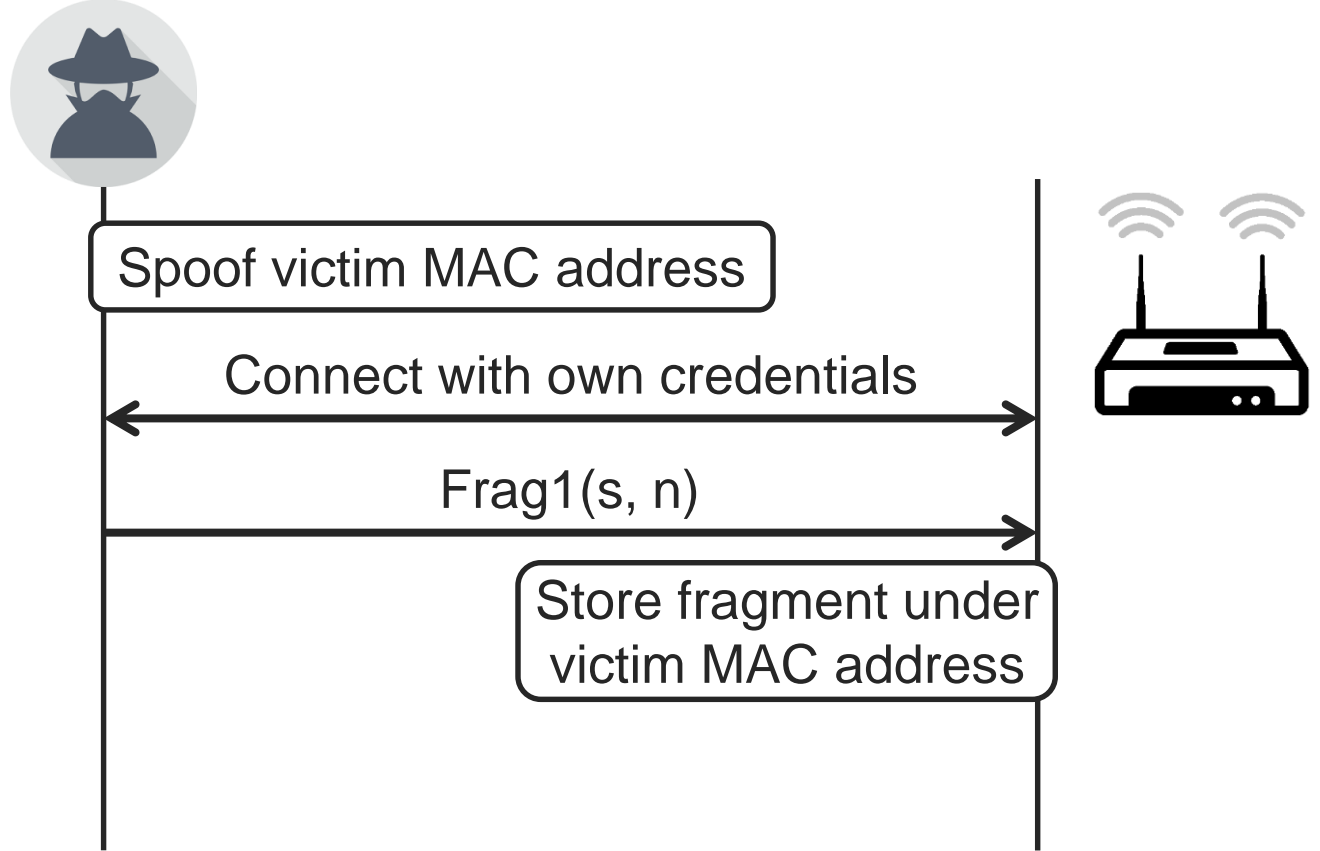 Spoof victim MAC address
Connect with own credentials
Frag1(s, n)
Store fragment under
victim MAC address